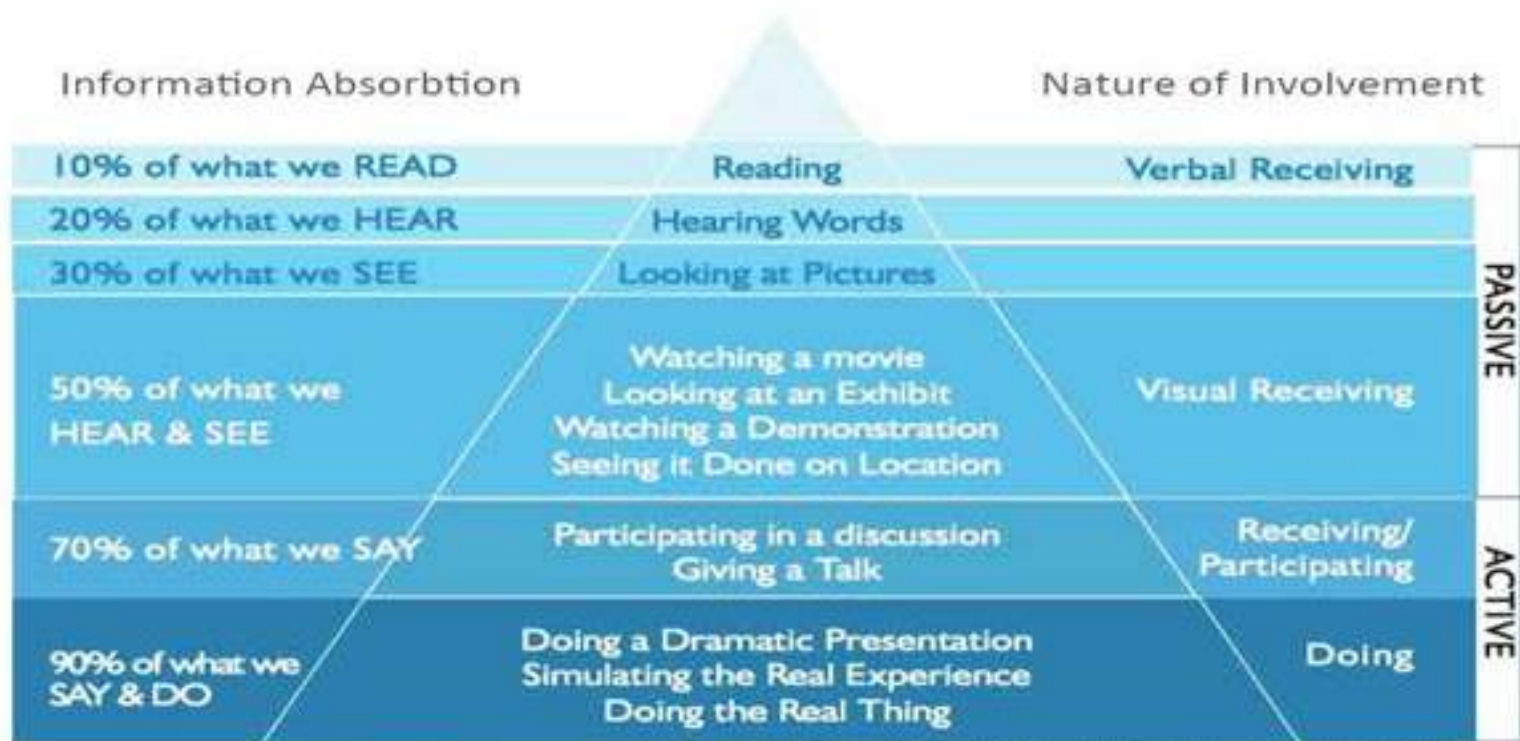 Information Absorbtion
Nature of Involvement
10% of what we READ
Reading
Verbal Receiving
20% of what we HEAR
Hearing Words
30% of what we SEE
Looking at Pictures
50% of what we
HEAR & SEE
Watching a movie
Looking at an Exhibit
Watching a Demonstration
Seeing it Done on Location
Visual Receiving
PASSIVE
70% of what we SAY
Participating in a discussion
Giving a Talk
Receiving/
Participating
90% of what we
SAY & DO
Doing a Dramatic Presentation
Simulating the Real Experience
Doing the Real Thing
Doing
ACTIVE